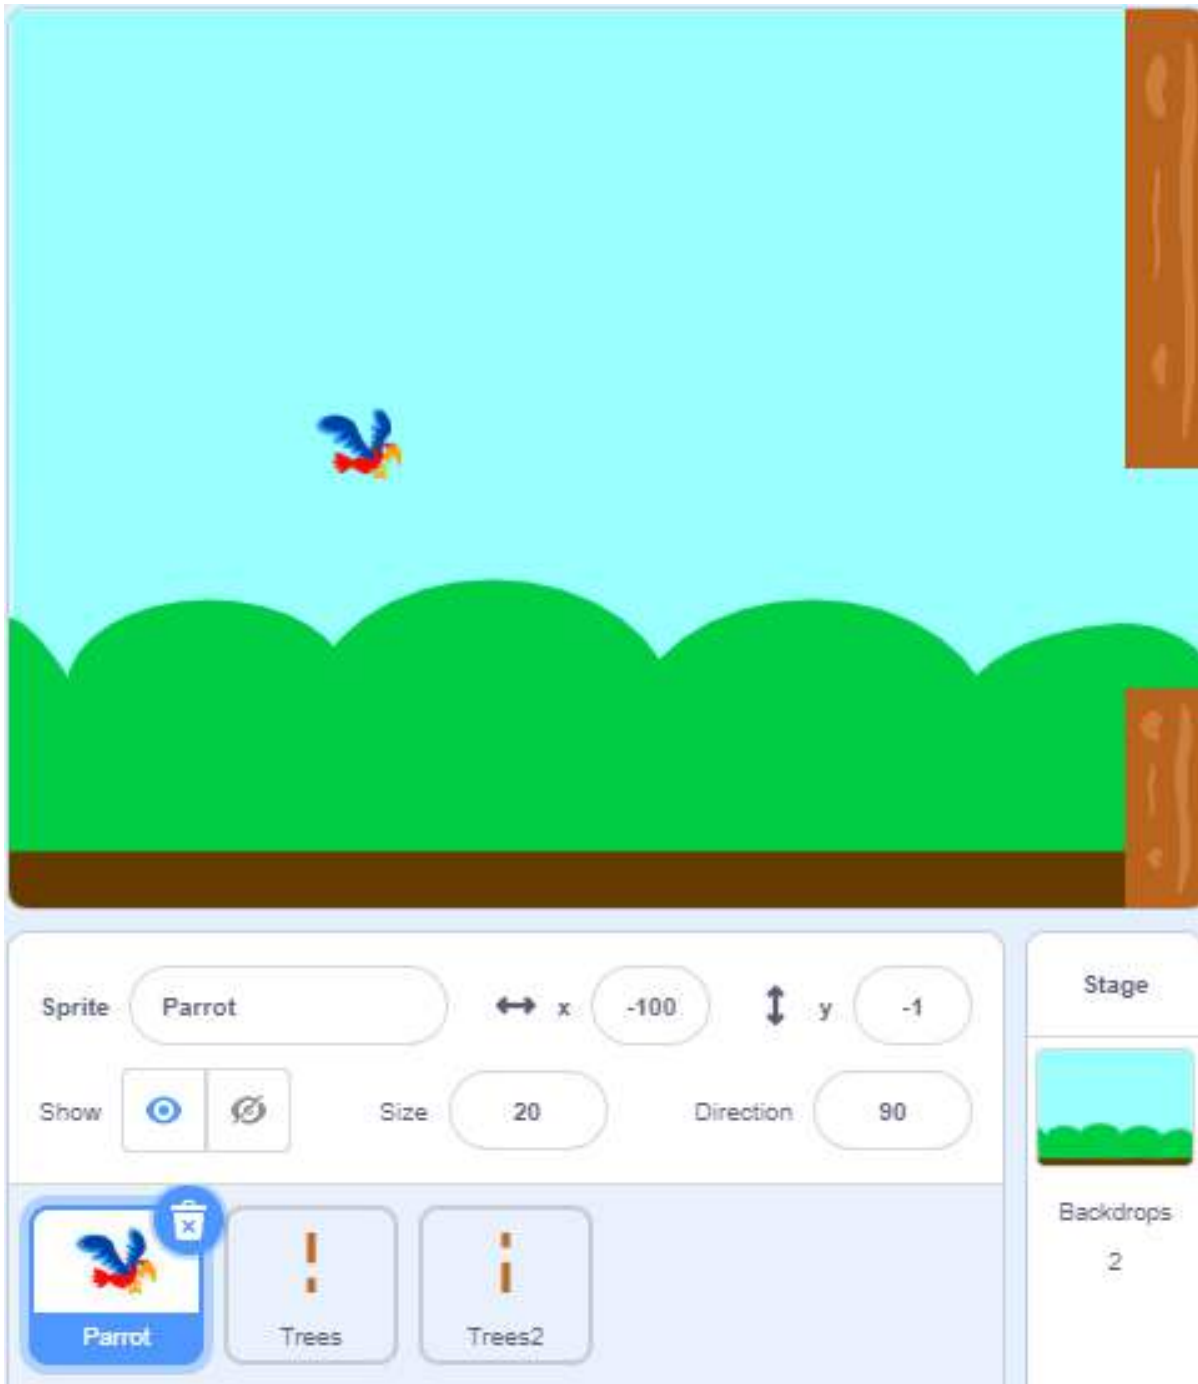 Sprite Parrot x -100 y -1
Show Size 20 Direction 90
Stage
Backdrops
2
Parrot Trees Trees2